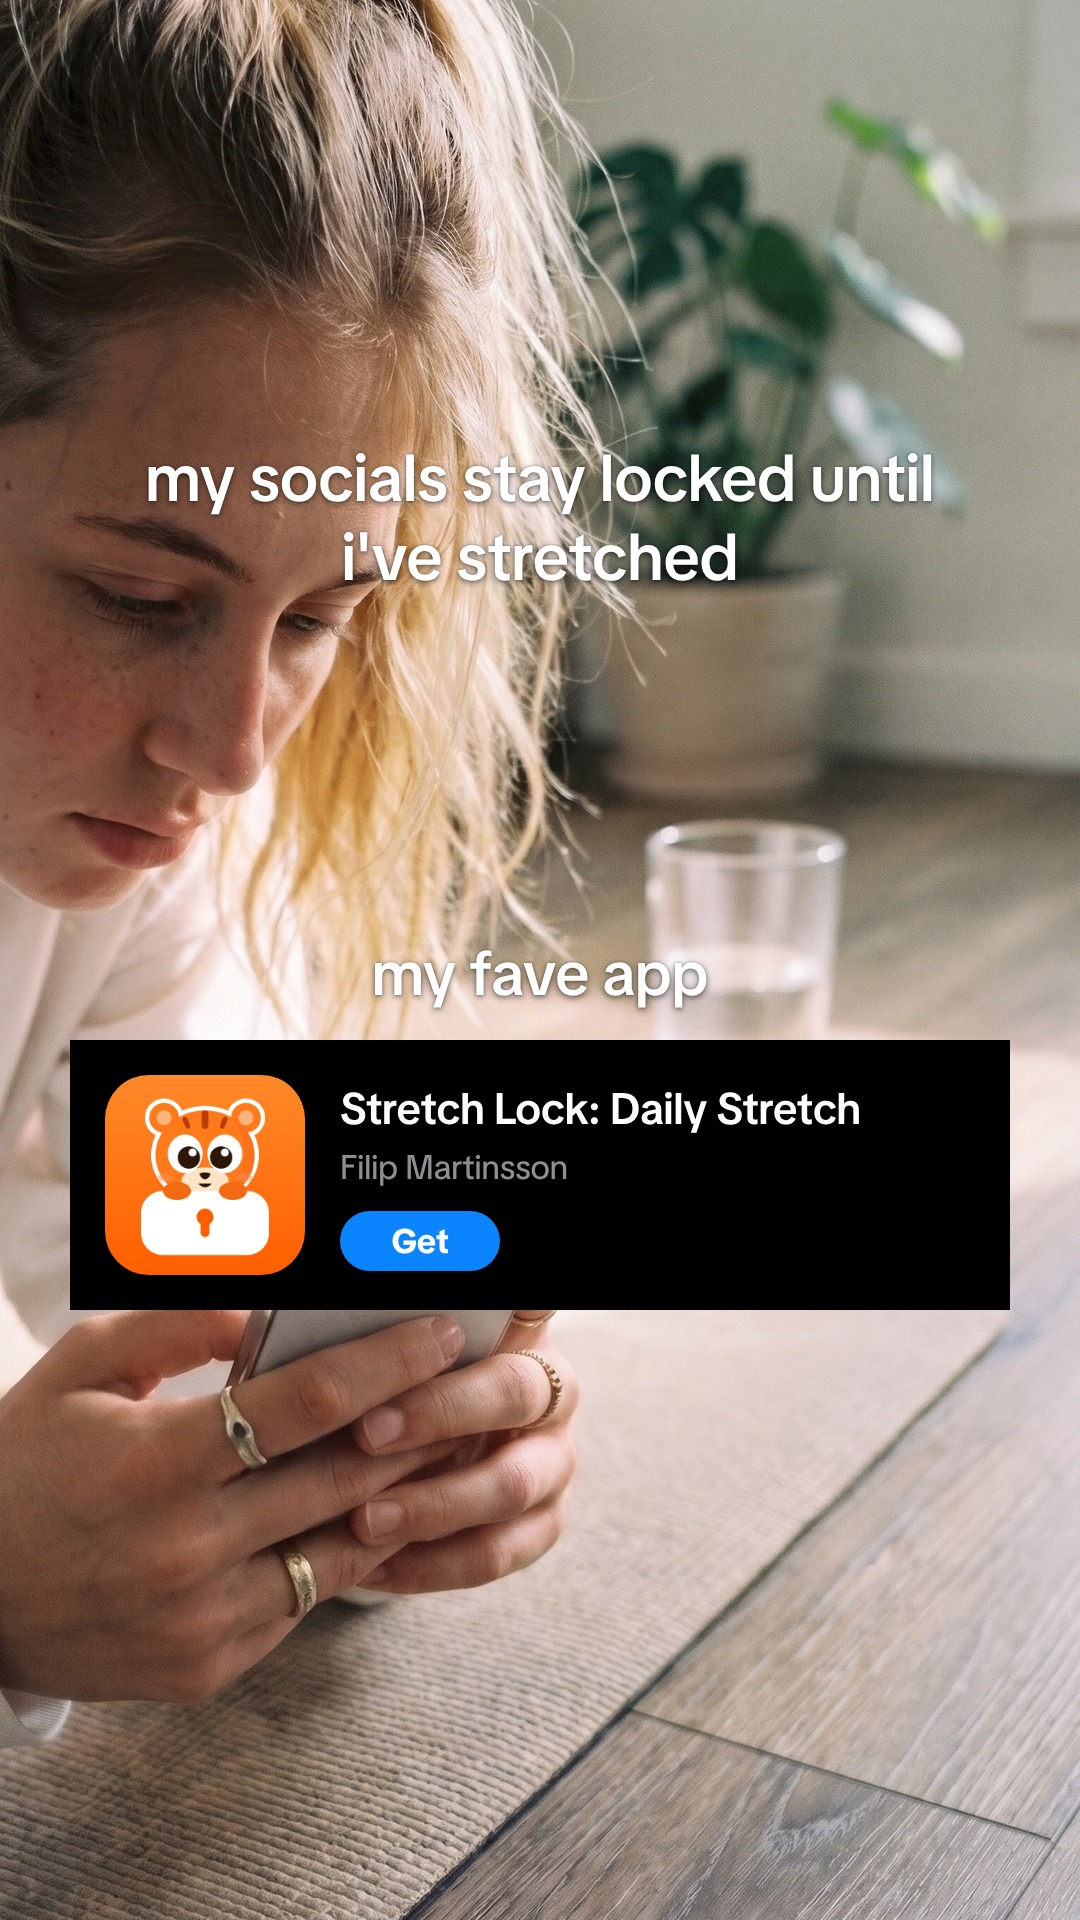 my socials stay locked until
i've stretched
my fave app
Stretch Lock: Daily Stretch
Filip Martinsson
Get